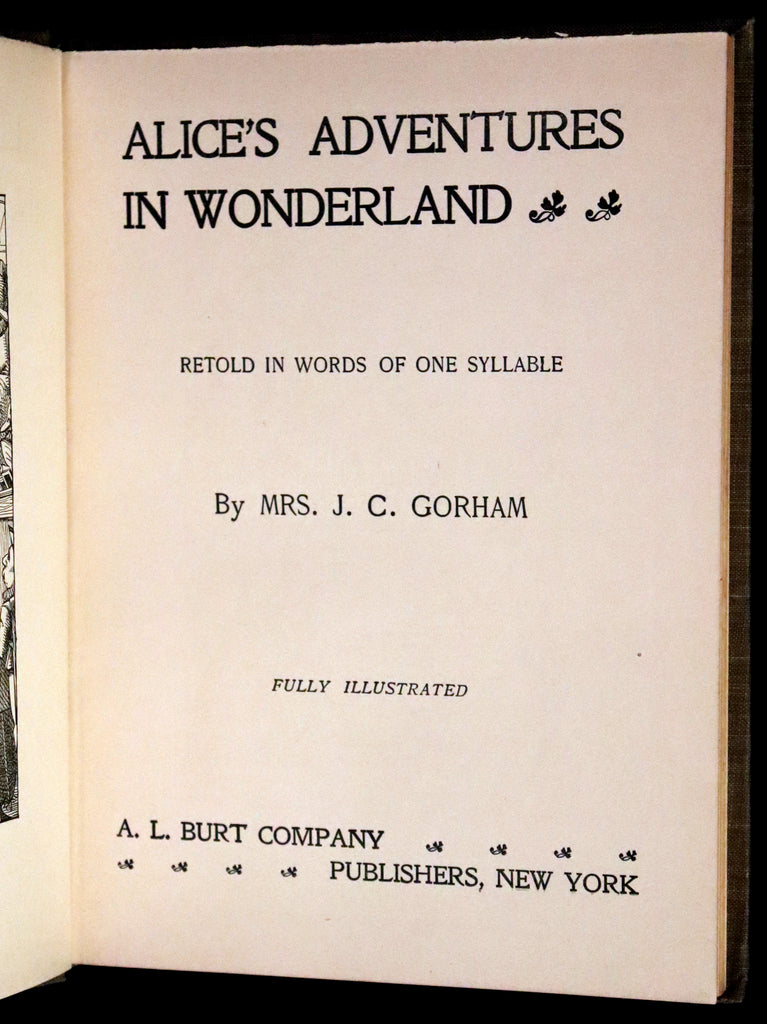 ALICE'S ADVENTURES
IN WONDERLAND
RETOLD IN WORDS OF ONE SYLLABLE
By MRS. J. C. GORHAM
FULLY ILLUSTRATED
A. L. BURT COMPANY
PUBLISHERS, NEW YORK